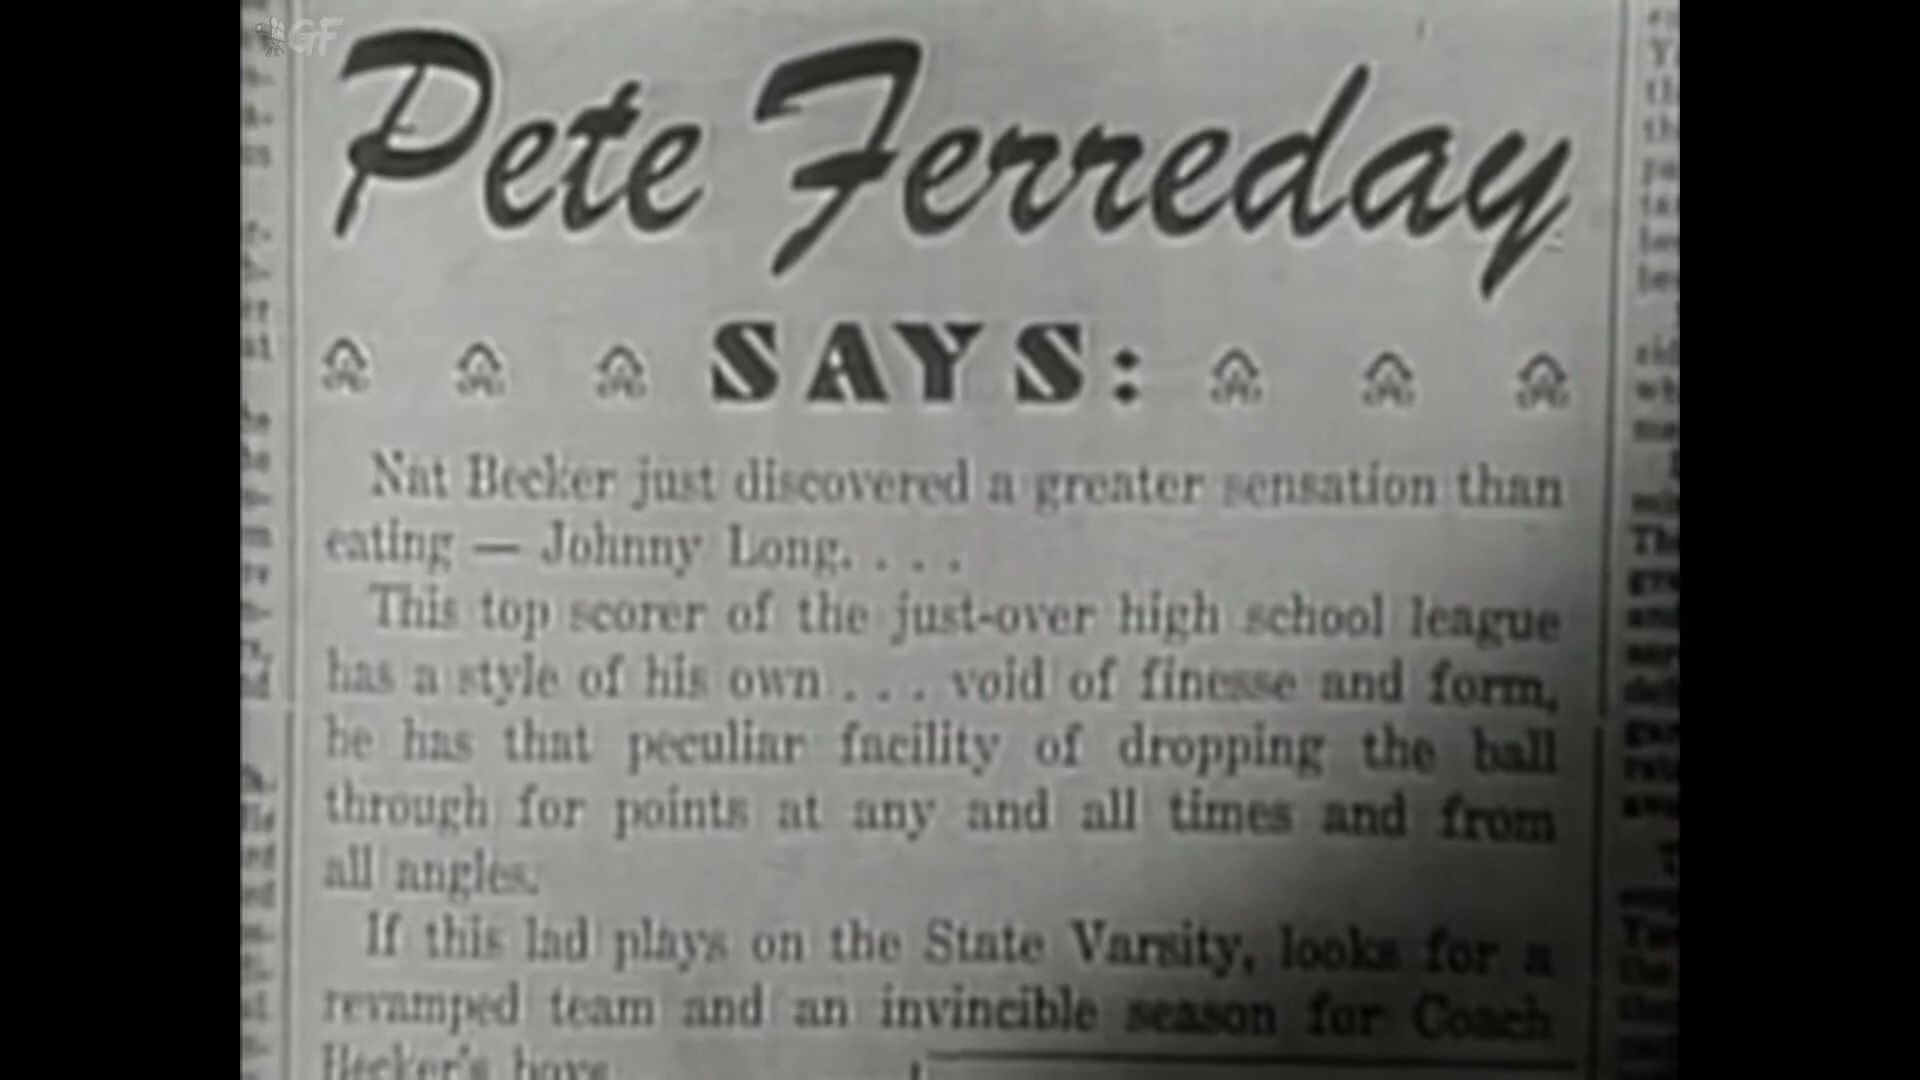 GF
Pete Ferreday
SAYS:
Nat Becker just discovered a greater sensation than
eating — Johnny Long. . . .
This top scorer of the just-over high school league
has a style of his own . . . void of finesse and form,
he has that peculiar facility of dropping the ball
through for points at any and all times and from
all angles.
If this lad plays on the State Varsity, looks for a
revamped team and an invincible season for Coach
Becker's boys